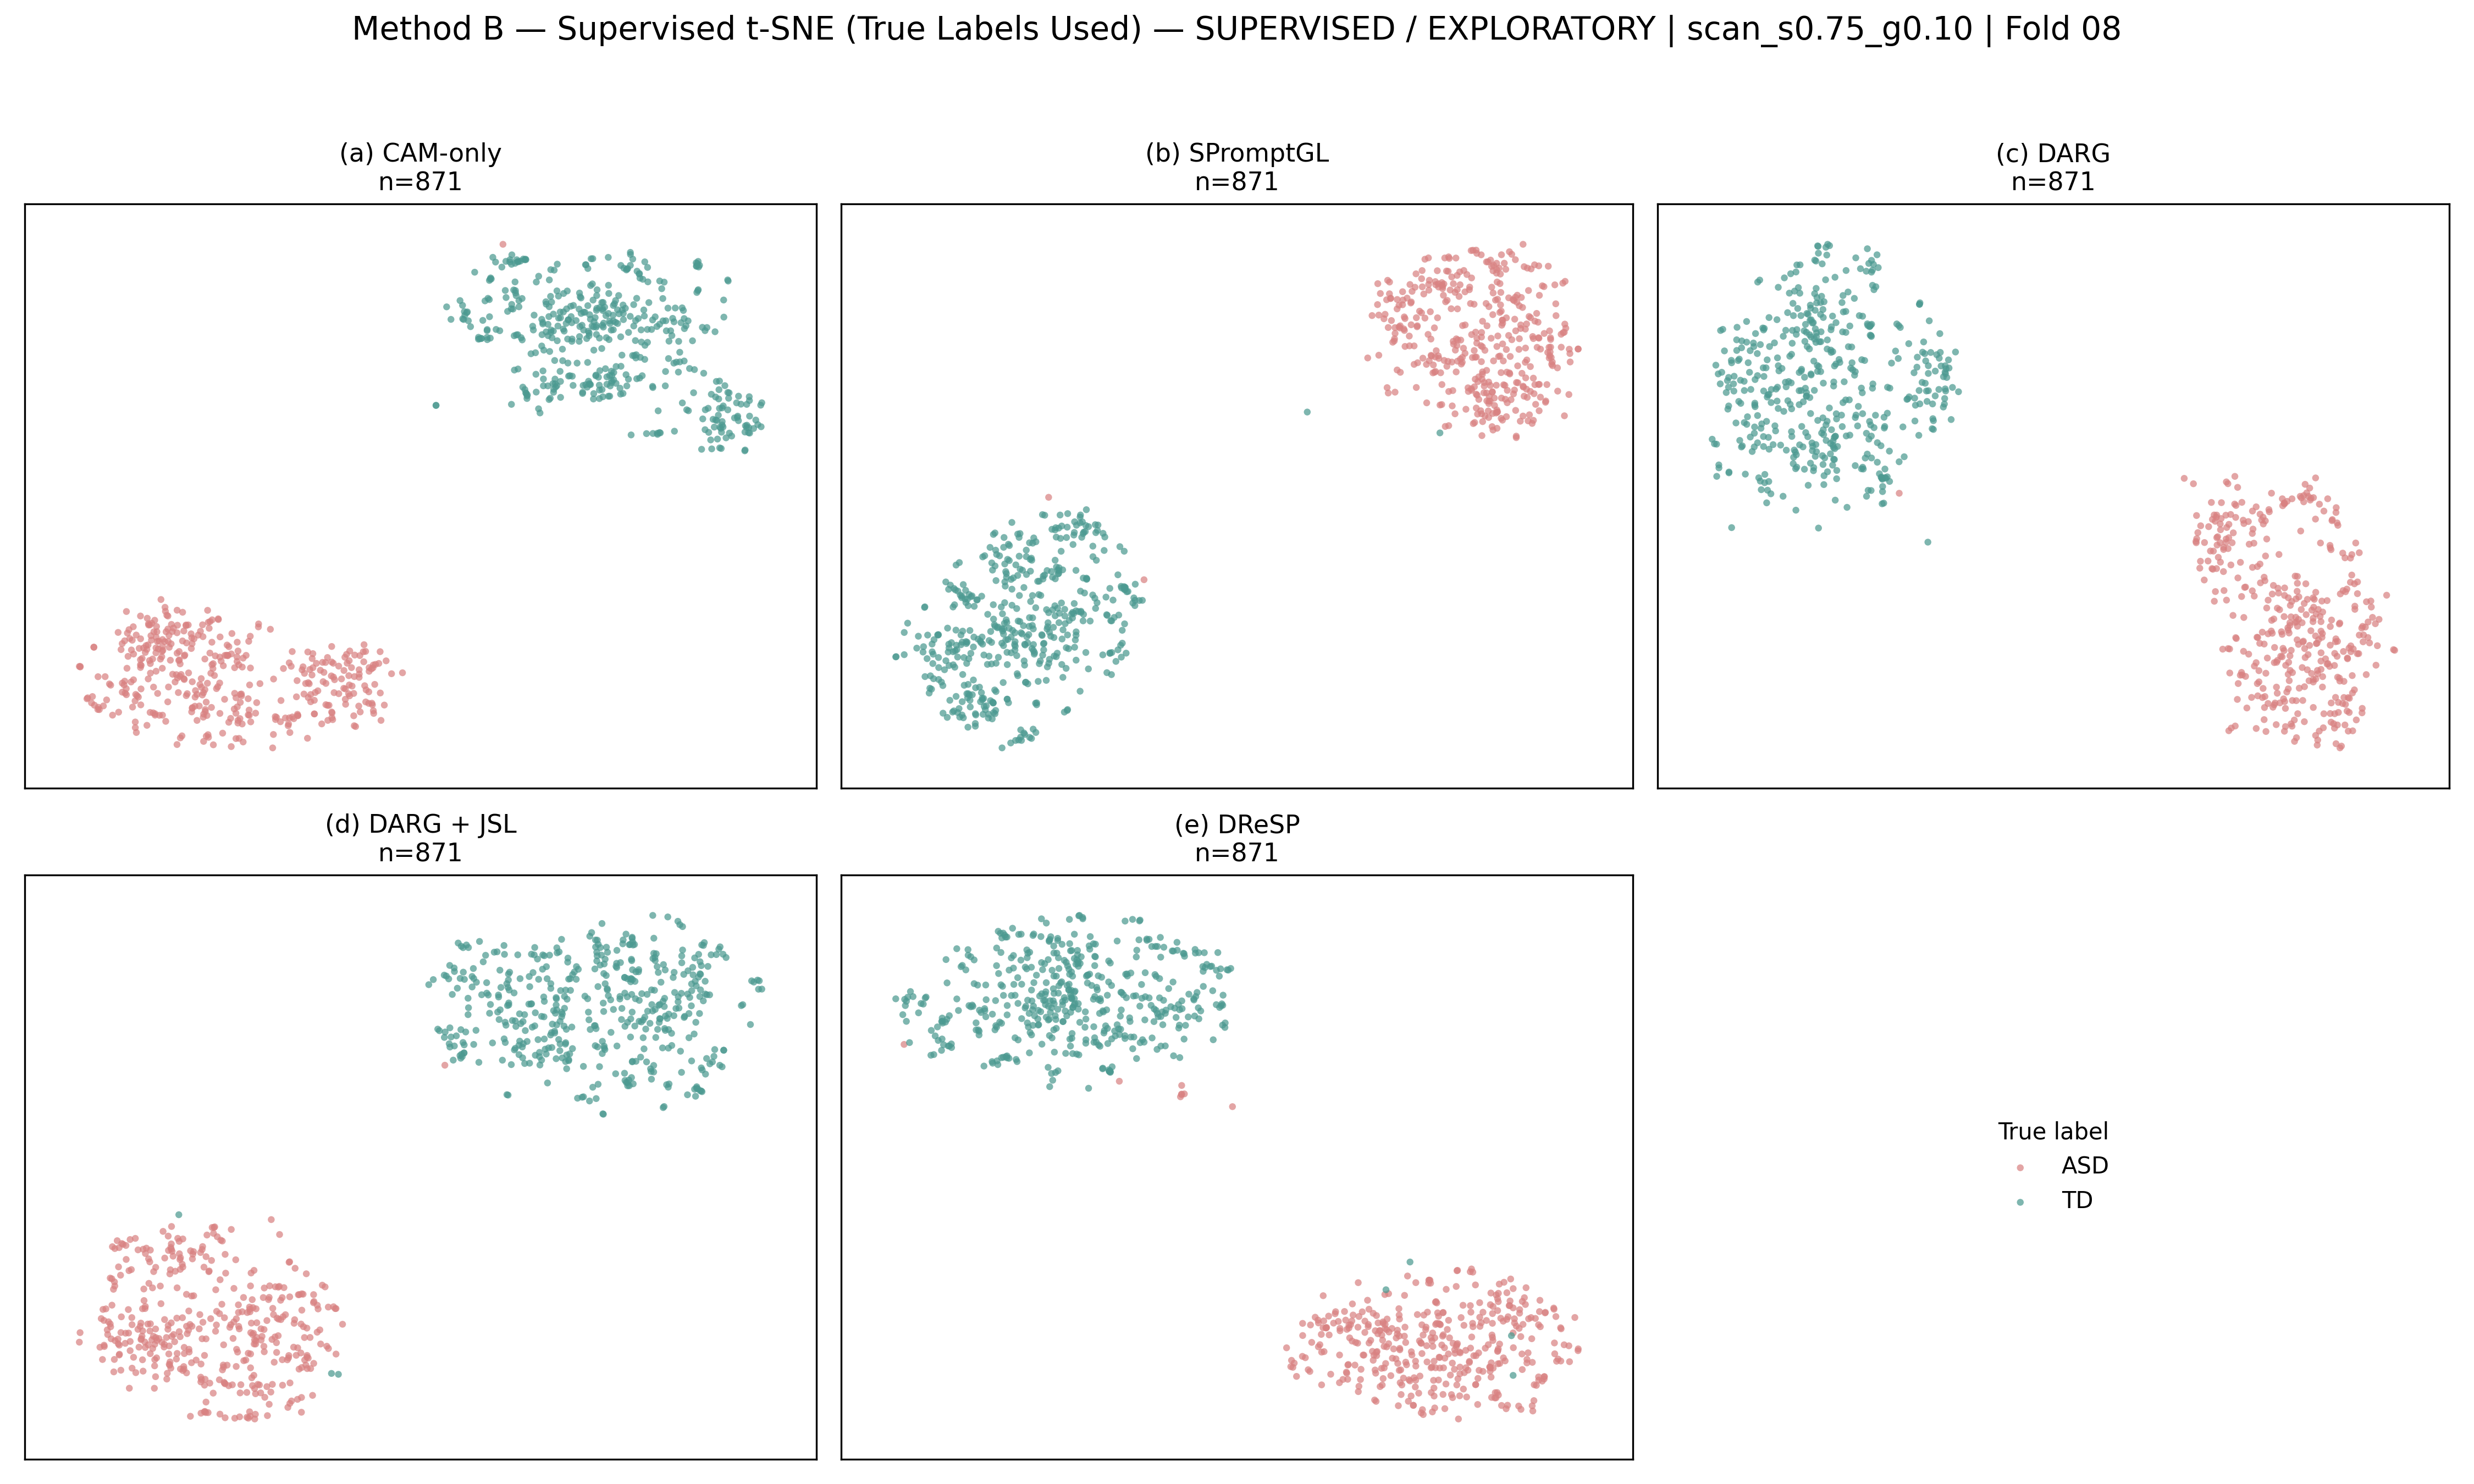 Method B — Supervised t-SNE (True Labels Used) — SUPERVISED / EXPLORATORY | scan_s0.75_g0.10 | Fold 08
(a) CAM-only
n=871
(b) SPromptGL
n=871
(c) DARG
n=871
(d) DARG + JSL
n=871
(e) DReSP
n=871
True label
ASD
TD